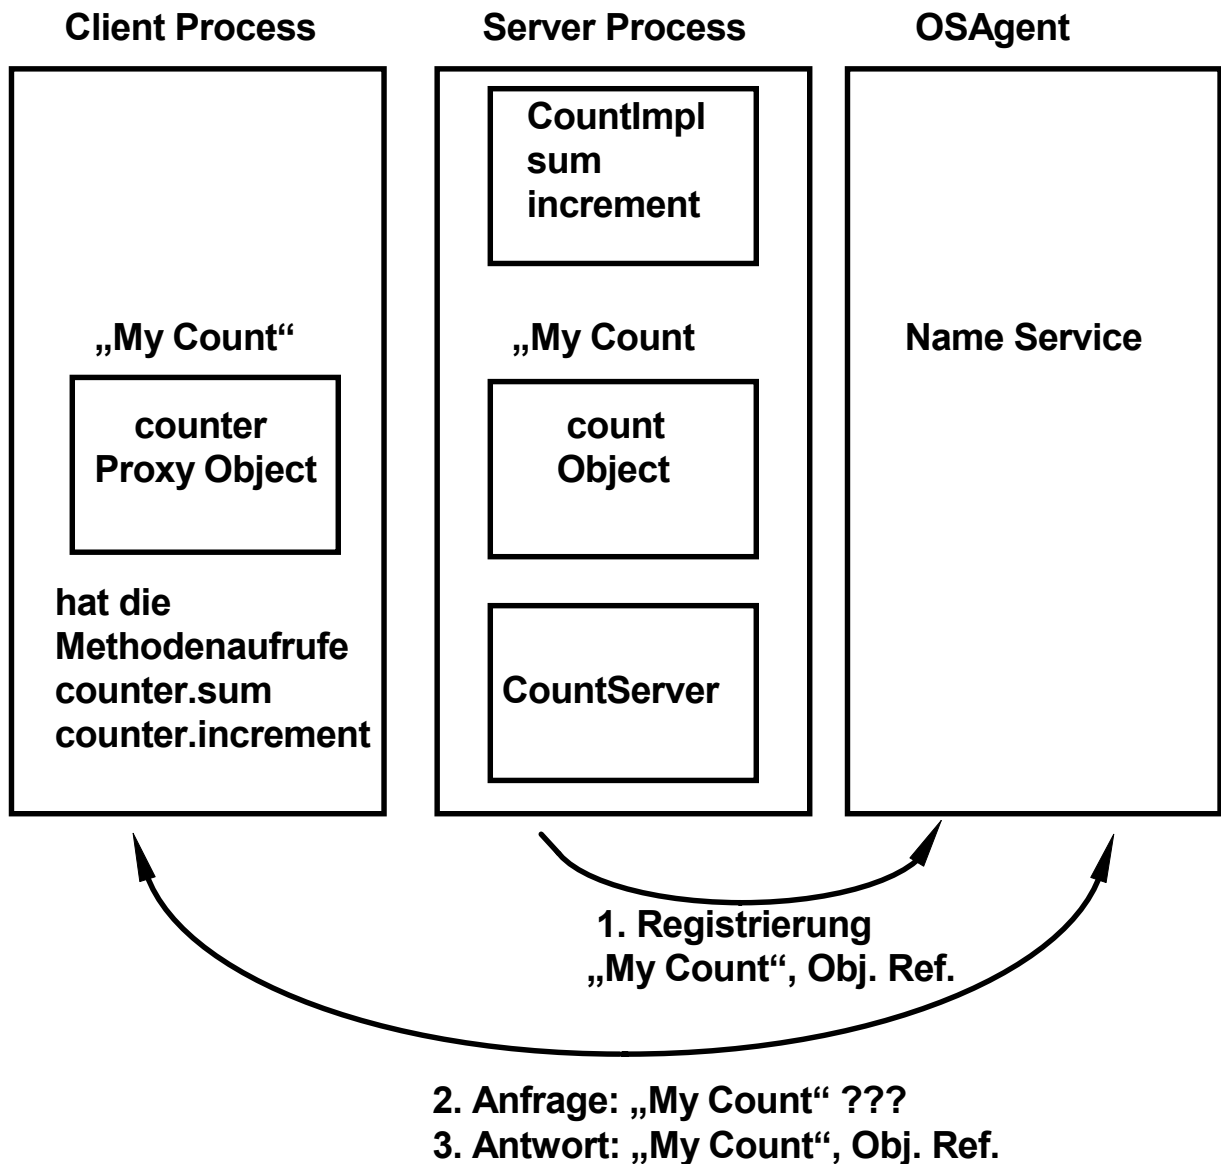 Client Process
Server Process
OSAgent
CountImpl
sum
increment
„My Count“
„My Count
Name Service
counter
Proxy Object
count
Object
hat die
Methodenaufrufe
counter.sum
counter.increment
CountServer
1. Registrierung
„My Count“, Obj. Ref.
2. Anfrage: „My Count“ ???
3. Antwort: „My Count“, Obj. Ref.